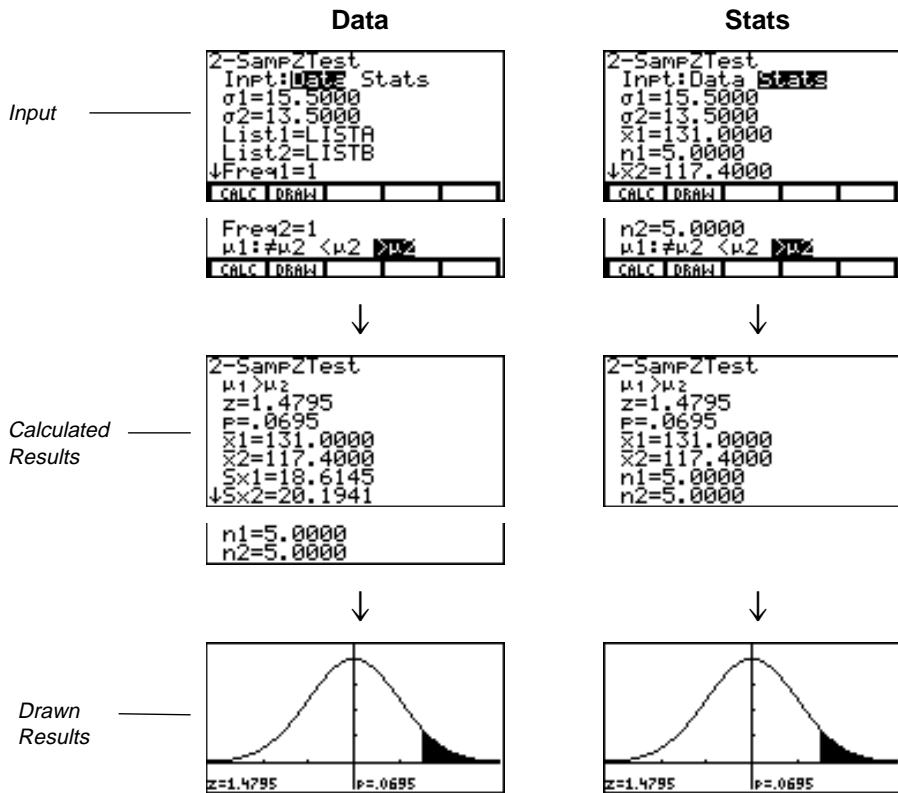 Data
Stats
Input
2-SampZTest
Inpt:Data Stats
σ1=15.5000
σ2=13.5000
List1=LISTA
List2=LISTB
↓Freq1=1
CALC DRAW
Freq2=1
μ1:≠μ2 <μ2 >μ2
CALC DRAW
2-SampZTest
Inpt:Data Stats
σ1=15.5000
σ2=13.5000
x̄1=131.0000
n1=5.0000
↓x̄2=117.4000
CALC DRAW
n2=5.0000
μ1:≠μ2 <μ2 >μ2
CALC DRAW
↓
↓
Calculated
Results
2-SampZTest
μ1>μ2
z=1.4795
p=.0695
x̄1=131.0000
x̄2=117.4000
Sx1=18.6145
↓Sx2=20.1941
n1=5.0000
n2=5.0000
2-SampZTest
μ1>μ2
z=1.4795
p=.0695
x̄1=131.0000
x̄2=117.4000
n1=5.0000
n2=5.0000
↓
↓
Drawn
Results
z=1.4795 p=.0695
z=1.4795 p=.0695